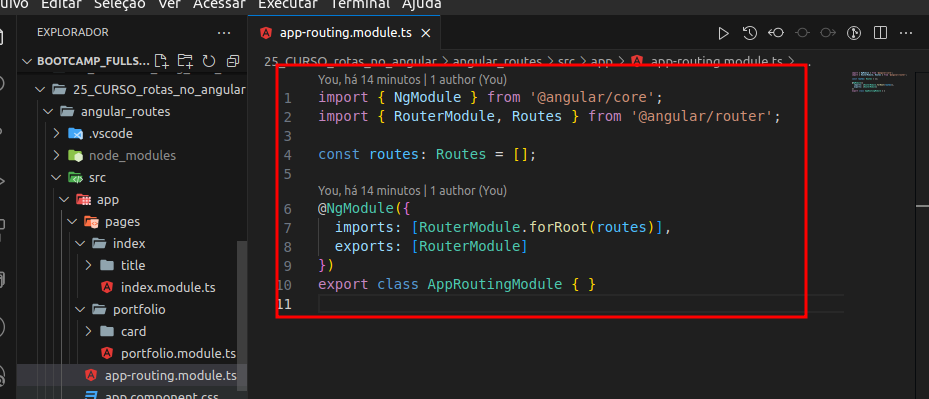 uivo Editar Seleção Ver Acessar Executar Terminal Ajuda
EXPLORADOR
app-routing.module.ts
BOOTCAMP_FULLS...
25_CURSO_rotas_no_angular
angular_routes
.vscode
node_modules
src
app
pages
index
title
index.module.ts
portfolio
card
portfolio.module.ts
app-routing.module.ts
app.component.css
25_CURSO_rotas_no_angular > angular_routes > src > app > app-routing.module.ts > ...
You, há 14 minutos | 1 author (You)
1 import { NgModule } from '@angular/core';
2 import { RouterModule, Routes } from '@angular/router';
3
4 const routes: Routes = [];
5
You, há 14 minutos | 1 author (You)
6 @NgModule({
7 imports: [RouterModule.forRoot(routes)],
8 exports: [RouterModule]
9 })
10 export class AppRoutingModule { }
11